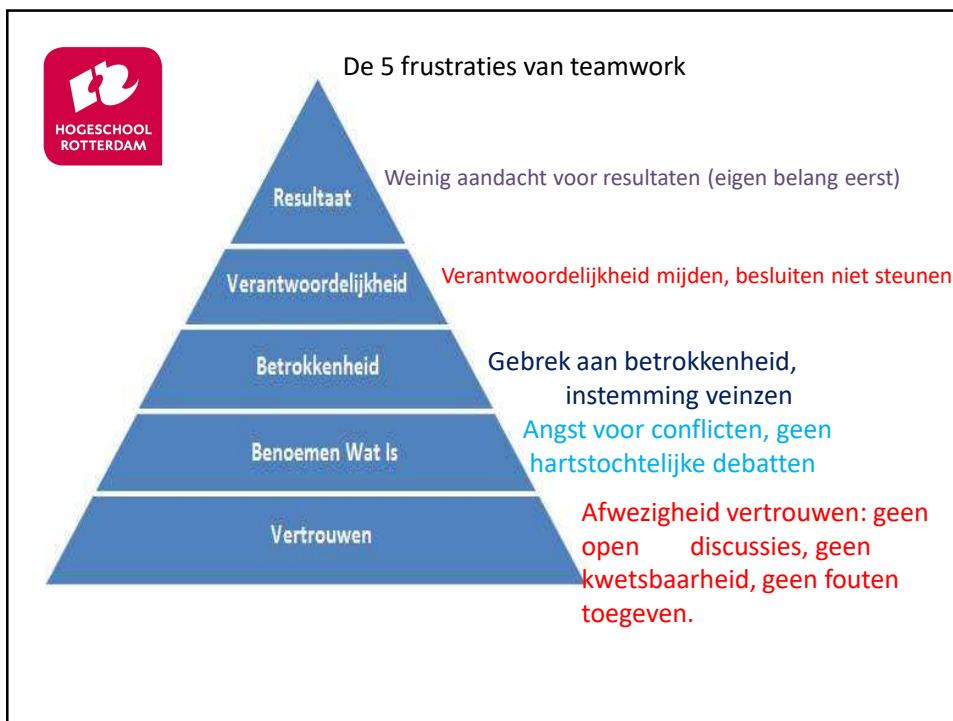 De 5 frustraties van teamwork
HOGESCHOOL
ROTTERDAM
Resultaat
Weinig aandacht voor resultaten (eigen belang eerst)
Verantwoordelijkheid
Verantwoordelijkheid mijden, besluiten niet steunen
Betrokkenheid
Gebrek aan betrokkenheid,
instemming veinzen
Benoemen Wat Is
Angst voor conflicten, geen
hartstochtelijke debatten
Vertrouwen
Afwezigheid vertrouwen: geen
open discussies, geen
kwetsbaarheid, geen fouten
toegeven.